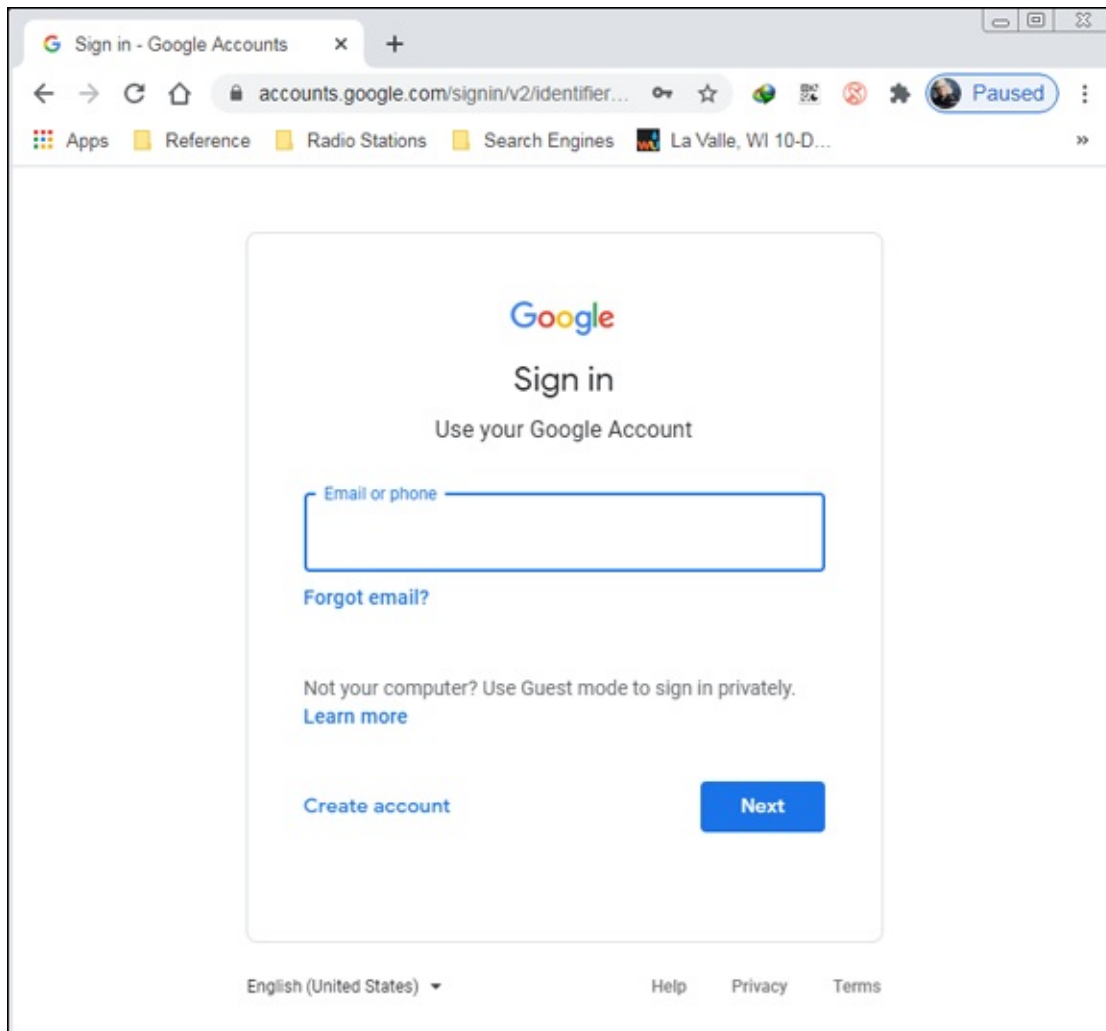 Sign in - Google Accounts
accounts.google.com/signin/v2/identifier...
Paused
Apps Reference Radio Stations Search Engines La Valle, WI 10-D...
Google
Sign in
Use your Google Account
Email or phone
Forgot email?
Not your computer? Use Guest mode to sign in privately.
Learn more
Create account Next
English (United States) Help Privacy Terms